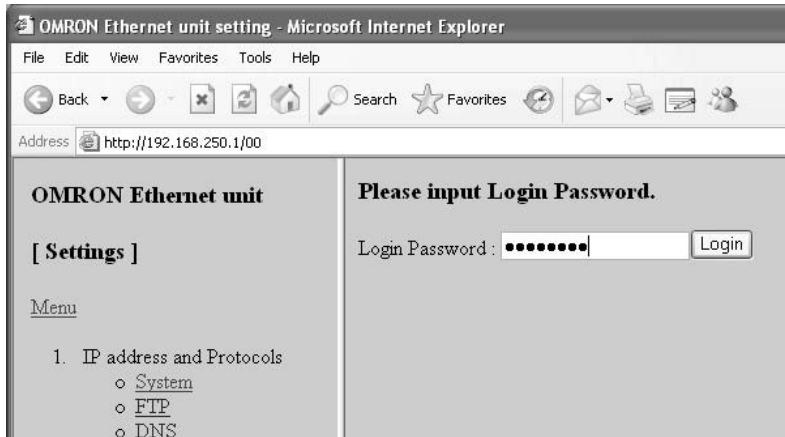 OMRON Ethernet unit setting - Microsoft Internet Explorer
File Edit View Favorites Tools Help
Back Search Favorites
Address http://192.168.250.1/00
OMRON Ethernet unit
[ Settings ]
Menu
1. IP address and Protocols
o System
o FTP
o DNS
Please input Login Password.
Login Password : ●●●●●●●● Login